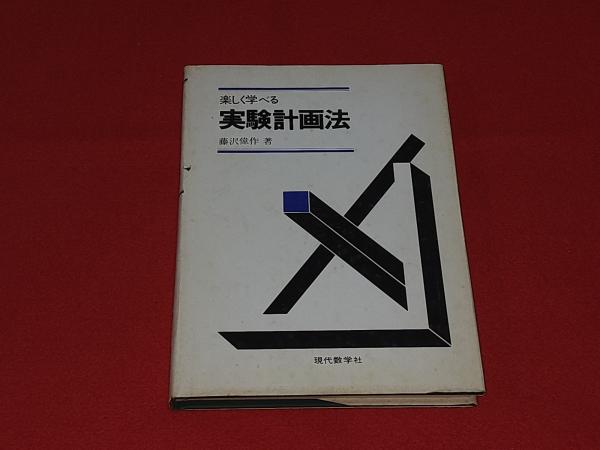 楽しく学べる
実験計画法
藤沢偉作 著
現代数学社